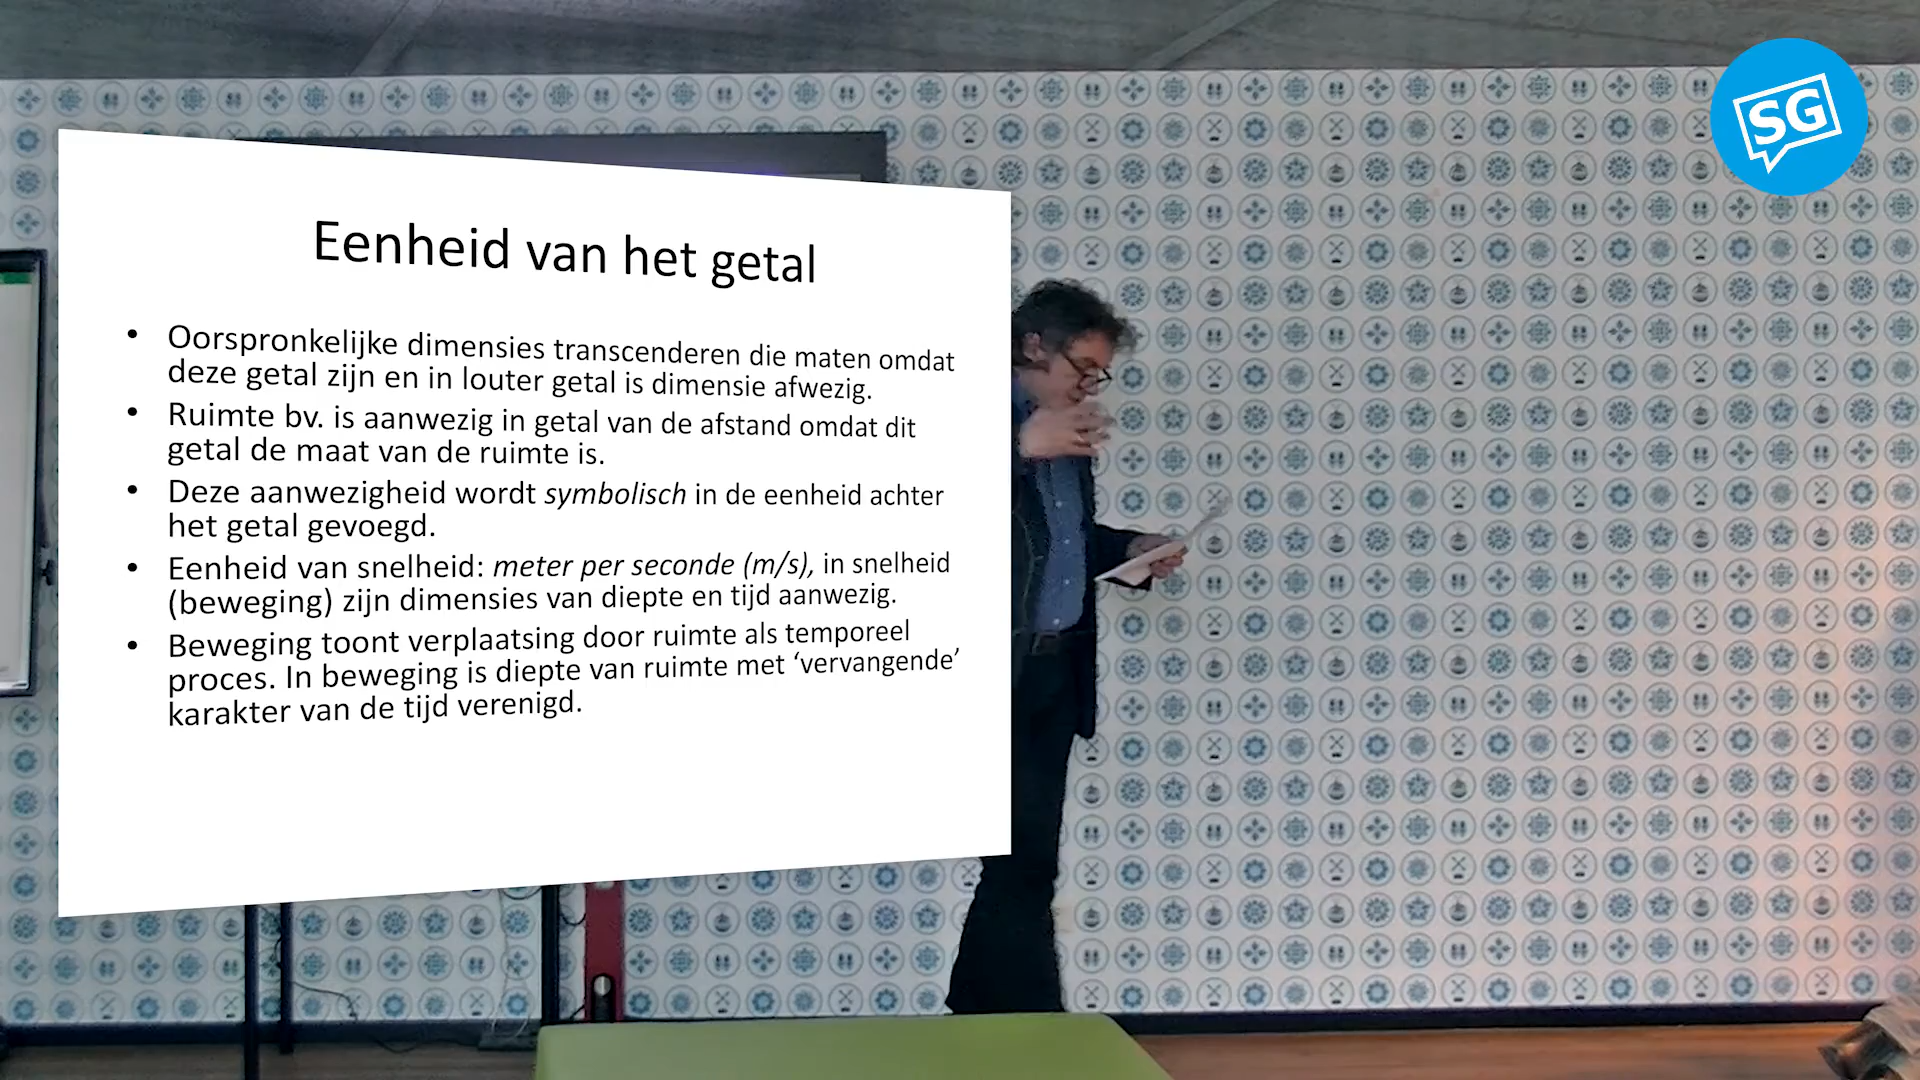 Eenheid van het getal
• Oorspronkelijke dimensies transcenderen die maten omdat
deze getal zijn en in louter getal is dimensie afwezig.
• Ruimte bv. is aanwezig in getal van de afstand omdat dit
getal de maat van de ruimte is.
• Deze aanwezigheid wordt symbolisch in de eenheid achter
het getal gevoegd.
• Eenheid van snelheid: meter per seconde (m/s), in snelheid
(beweging) zijn dimensies van diepte en tijd aanwezig.
• Beweging toont verplaatsing door ruimte als temporeel
proces. In beweging is diepte van ruimte met ‘vervangende’
karakter van de tijd verenigd.
SG